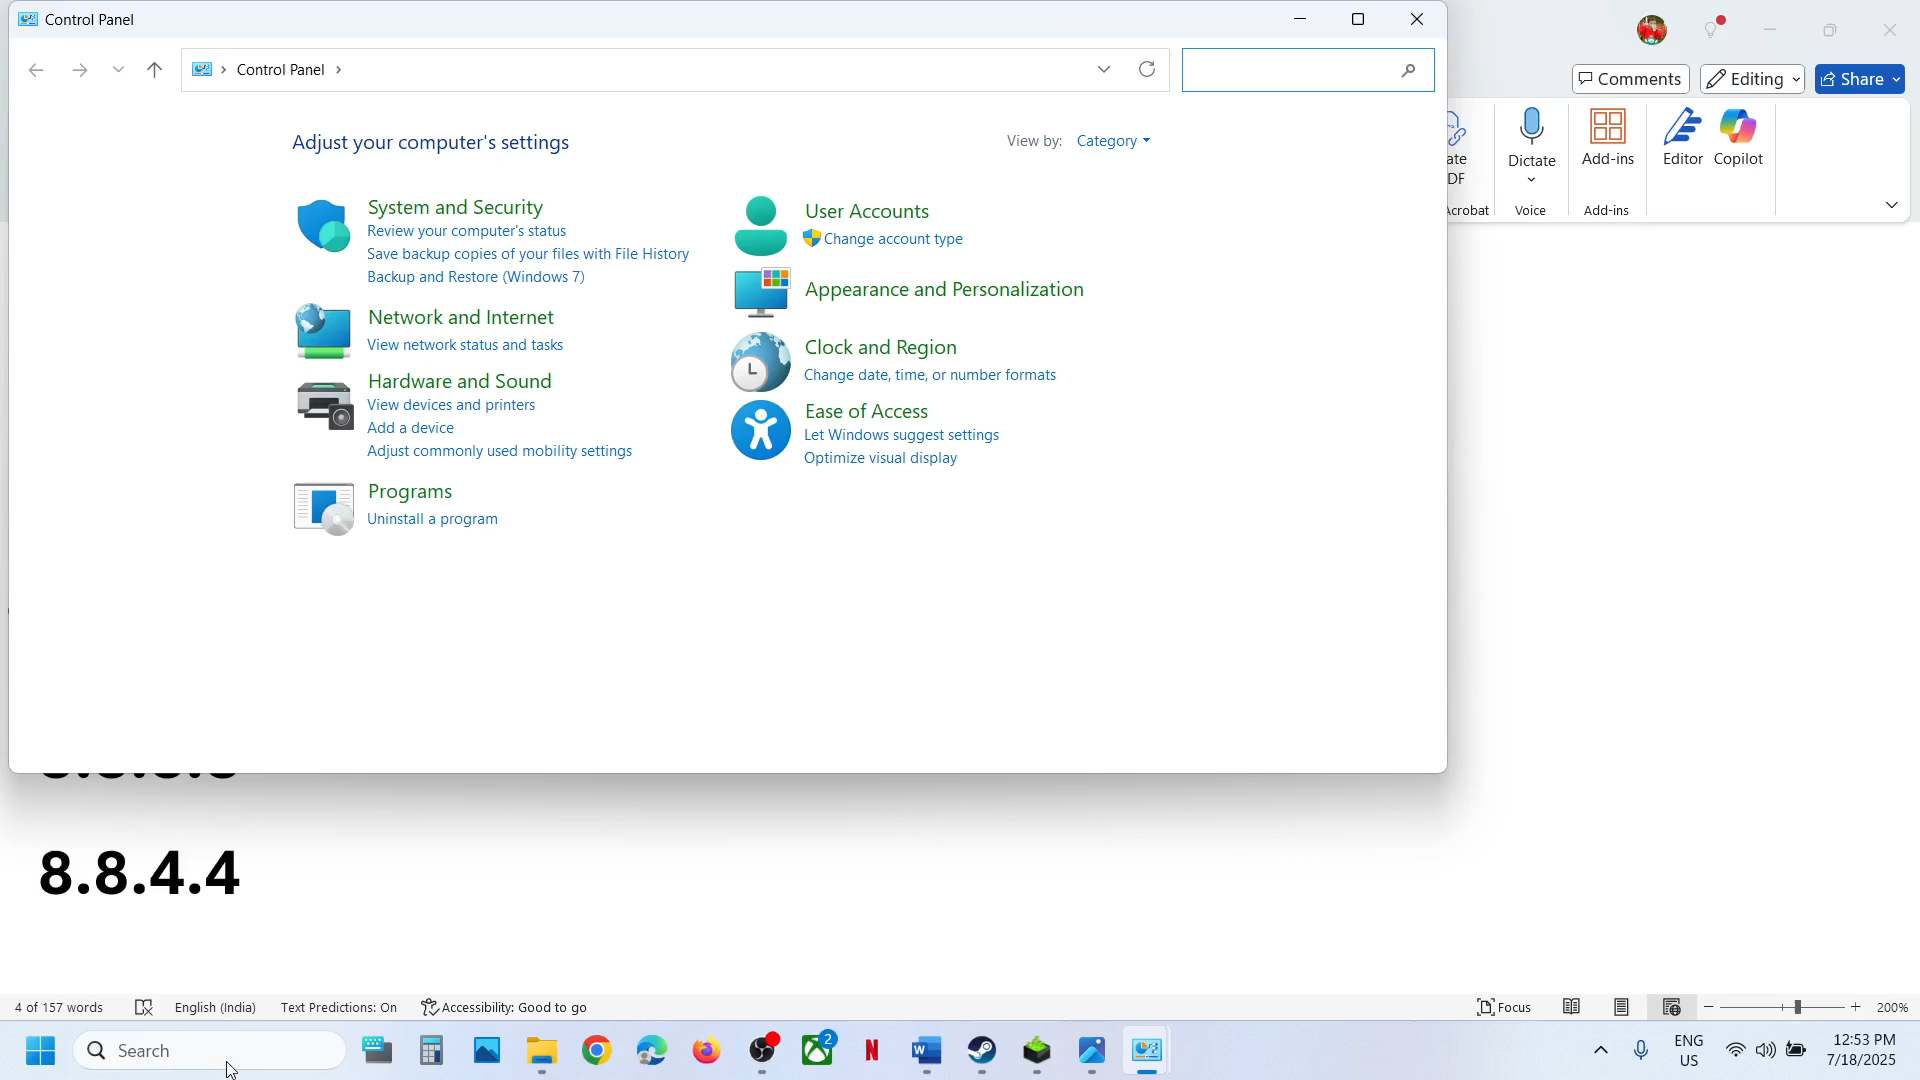 Control Panel
Control Panel
Adjust your computer's settings
View by: Category
System and Security
Review your computer's status
Save backup copies of your files with File History
Backup and Restore (Windows 7)
Network and Internet
View network status and tasks
Hardware and Sound
View devices and printers
Add a device
Adjust commonly used mobility settings
Programs
Uninstall a program
User Accounts
Change account type
Appearance and Personalization
Clock and Region
Change date, time, or number formats
Ease of Access
Let Windows suggest settings
Optimize visual display
Comments
Editing
Share
Dictate
Add-ins
Editor
Copilot
Voice
Add-ins
8.8.4.4
4 of 157 words
English (India)
Text Predictions: On
Accessibility: Good to go
Focus
200%
Search
2
ENG
US
12:53 PM
7/18/2025